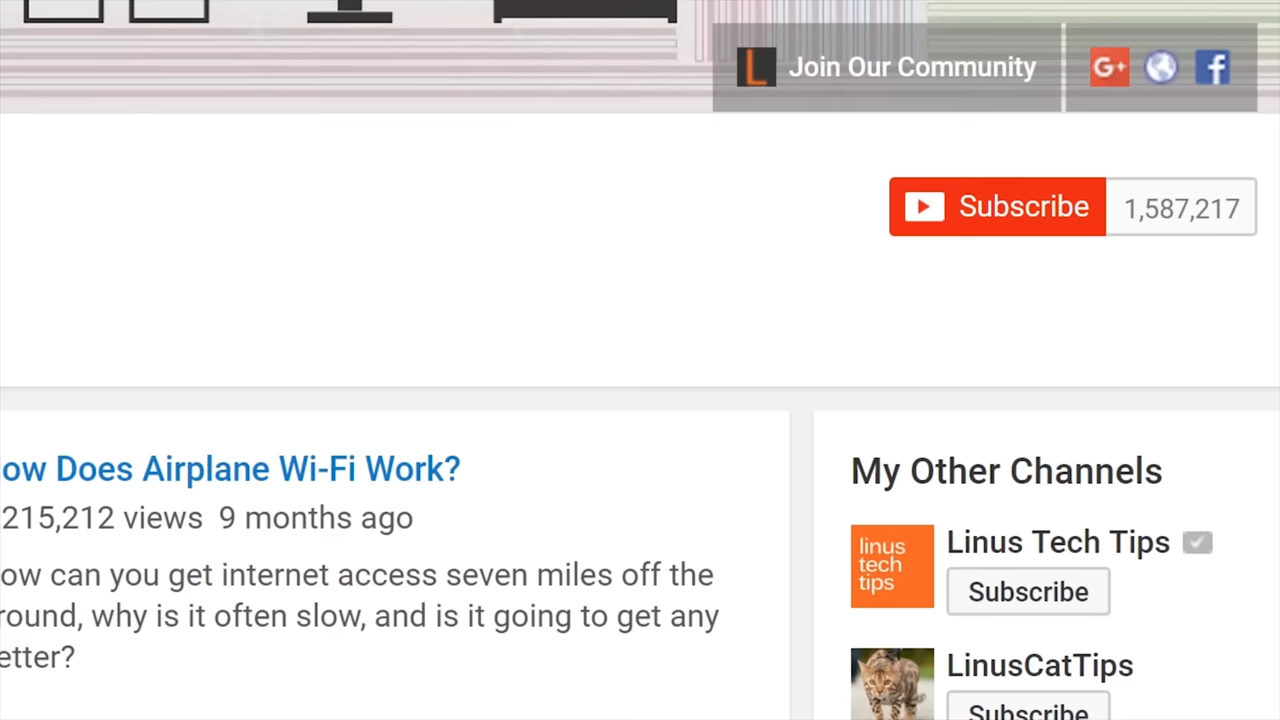 L Join Our Community G+ f
Subscribe 1,587,217
ow Does Airplane Wi-Fi Work?
,215,212 views 9 months ago
ow can you get internet access seven miles off the
round, why is it often slow, and is it going to get any
etter?
My Other Channels
linus
tech
tips
Linus Tech Tips
Subscribe
LinusCatTips
Subscribe